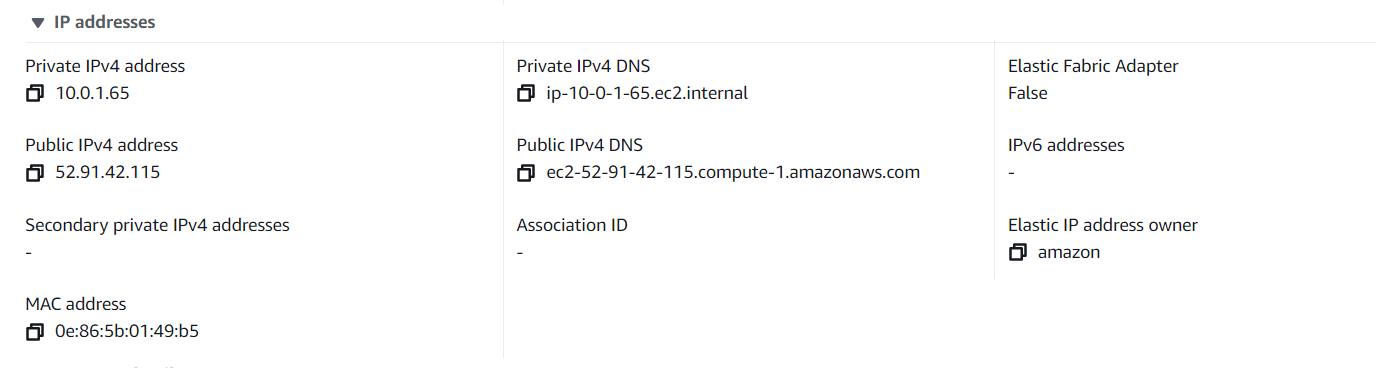 IP addresses
Private IPv4 address
10.0.1.65
Private IPv4 DNS
ip-10-0-1-65.ec2.internal
Elastic Fabric Adapter
False
Public IPv4 address
52.91.42.115
Public IPv4 DNS
ec2-52-91-42-115.compute-1.amazonaws.com
IPv6 addresses
-
Secondary private IPv4 addresses
-
Association ID
-
Elastic IP address owner
amazon
MAC address
0e:86:5b:01:49:b5